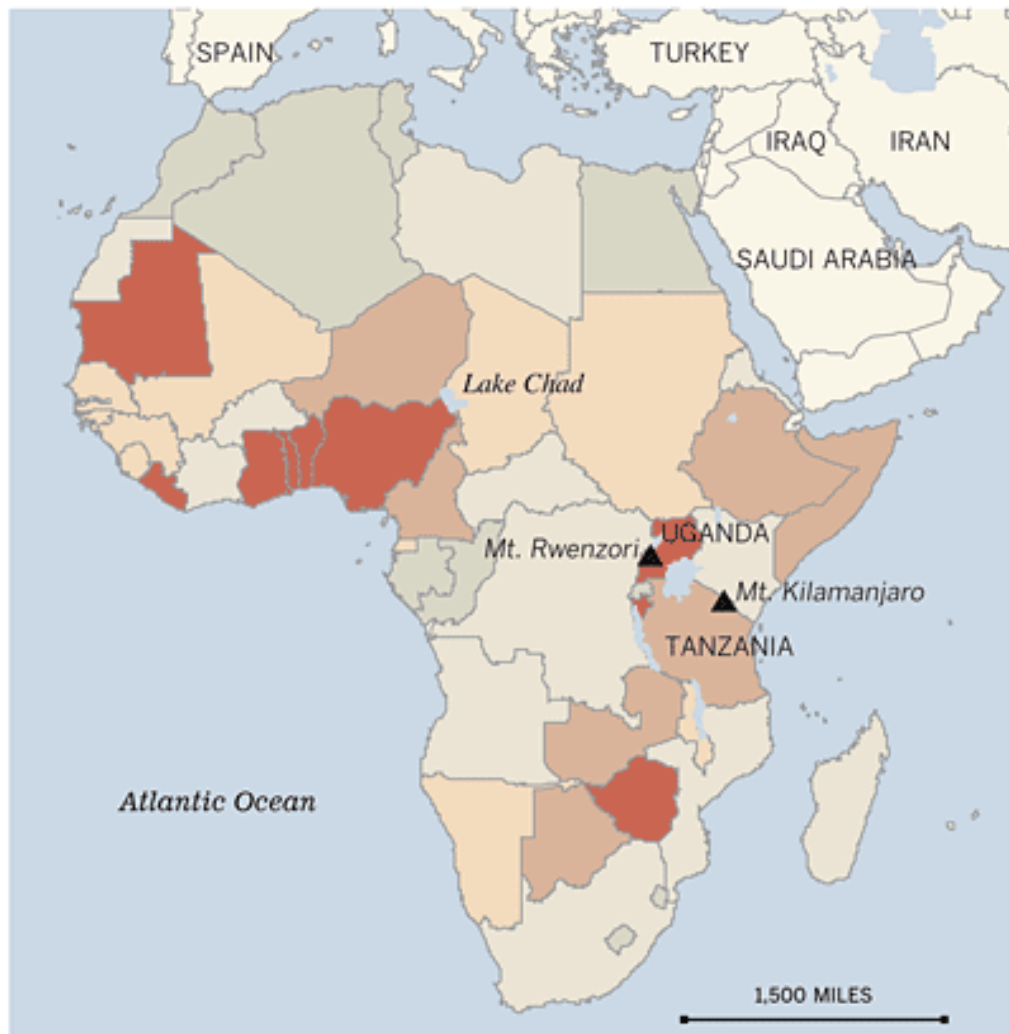 SPAIN
TURKEY
IRAQ
IRAN
SAUDI ARABIA
Lake Chad
UGANDA
Mt. Rwenzori
Mt. Kilamanjaro
TANZANIA
Atlantic Ocean
1,500 MILES